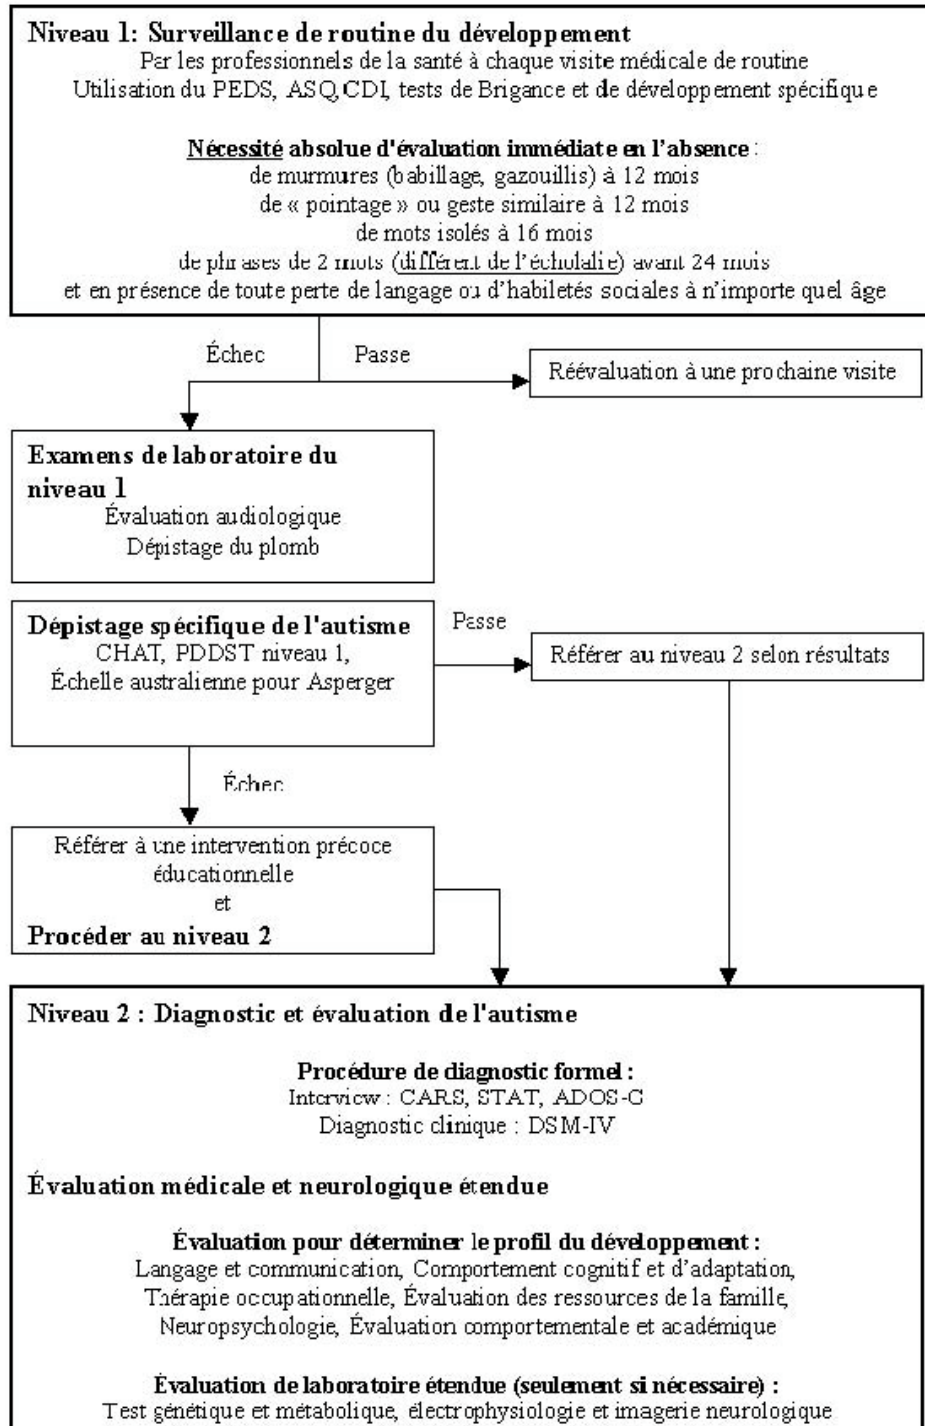 Niveau 1: Surveillance de routine du développement
Par les professionnels de la santé à chaque visite médicale de routine
Utilisation du PEDS, ASQ, CDI, tests de Brigance et de développement spécifique
Nécessité absolue d'évaluation immédiate en l'absence :
de murmures (babillage, gazouillis) à 12 mois
de « pointage » ou geste similaire à 12 mois
de mots isolés à 16 mois
de phrases de 2 mots (différent de l'écholalie) avant 24 mois
et en présence de toute perte de langage ou d'habiletés sociales à n'importe quel âge
Échec
Passe
Réévaluation à une prochaine visite
Examens de laboratoire du
niveau 1
Évaluation audiologique
Dépistage du plomb
Dépistage spécifique de l'autisme
CHAT, PDDST niveau 1,
Échelle australienne pour Asperger
Passe
Référer au niveau 2 selon résultats
Échec
Référer à une intervention précoce
éducationnelle
et
Procéder au niveau 2
Niveau 2 : Diagnostic et évaluation de l'autisme
Procédure de diagnostic formel :
Interview : CARS, STAT, ADOS-G
Diagnostic clinique : DSM-IV
Évaluation médicale et neurologique étendue
Évaluation pour déterminer le profil du développement :
Langage et communication, Comportement cognitif et d'adaptation,
Thérapie occupationnelle, Évaluation des ressources de la famille,
Neuropsychologie, Évaluation comportementale et académique
Évaluation de laboratoire étendue (seulement si nécessaire) :
Test génétique et métabolique, électrophysiologie et imagerie neurologique